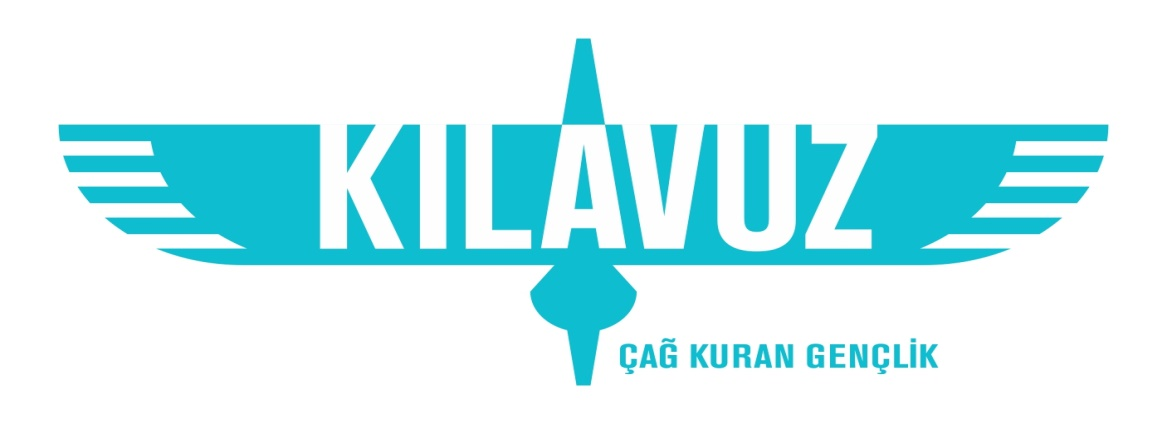 KILAVUZ
ÇAĞ KURAN GENÇLİK